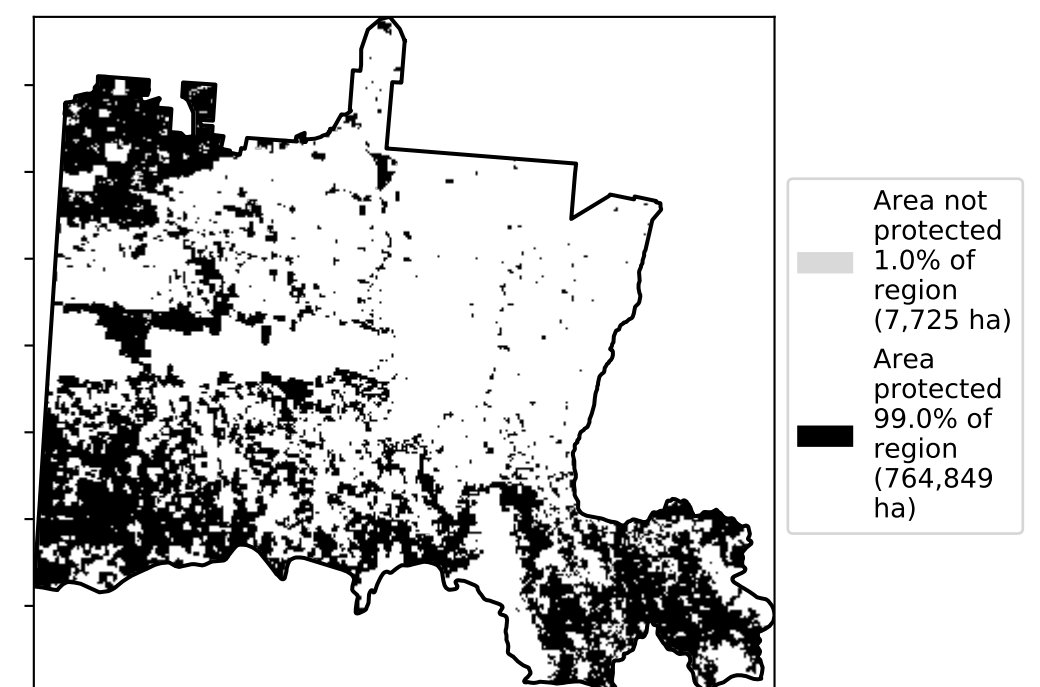 Area not
protected
1.0% of
region
(7,725 ha)
Area
protected
99.0% of
region
(764,849
ha)